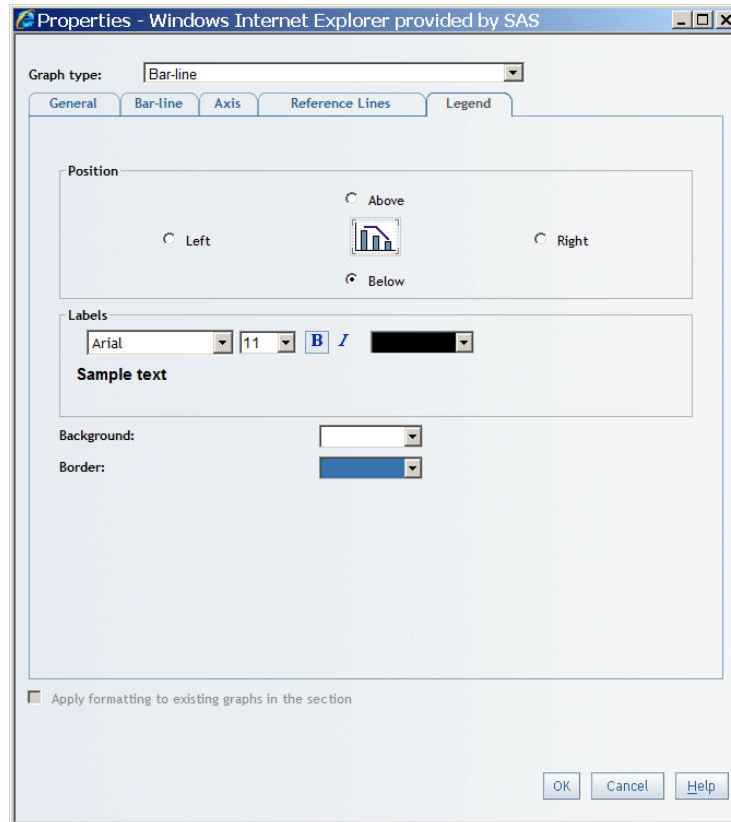 Properties - Windows Internet Explorer provided by SAS
Graph type: Bar-line
General Bar-line Axis Reference Lines Legend
Position
Above
Left Right
Below
Labels
Arial 11 B I
Sample text
Background:
Border:
Apply formatting to existing graphs in the section
OK Cancel Help